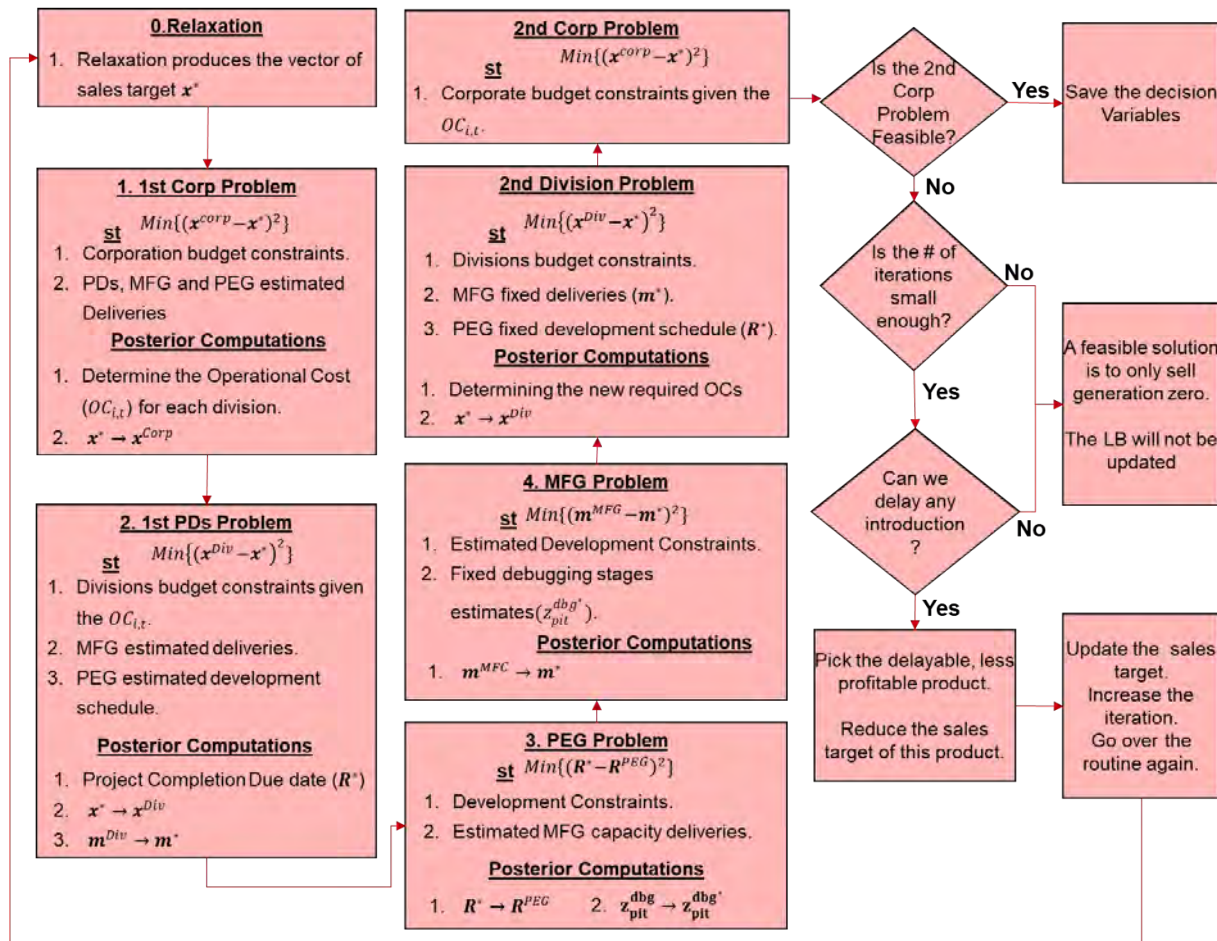 0.Relaxation
1. Relaxation produces the vector of
sales target x*
1. 1st Corp Problem
st Min{(x^corp−x*)²}
1. Corporation budget constraints.
2. PDs, MFG and PEG estimated
Deliveries
Posterior Computations
1. Determine the Operational Cost
(OC_i,t) for each division.
2. x* → x^Corp
2. 1st PDs Problem
st Min{(x^Div−x*)²}
1. Divisions budget constraints given
the OC_i,t.
2. MFG estimated deliveries.
3. PEG estimated development
schedule.
Posterior Computations
1. Project Completion Due date (R*)
2. x* → x^Div
3. m^Div → m*
3. PEG Problem
st Min{(R*−R^PEG)²}
1. Development Constraints.
2. Estimated MFG capacity deliveries.
Posterior Computations
1. R* → R^PEG 2. z_pit^dbg → z_pit^dbg*
4. MFG Problem
st Min{(m^MFG−m*)²}
1. Estimated Development Constraints.
2. Fixed debugging stages
estimates(z_pit^dbg*).
Posterior Computations
1. m^MFC → m*
2nd Division Problem
st Min{(x^Div−x*)²}
1. Divisions budget constraints.
2. MFG fixed deliveries (m*).
3. PEG fixed development schedule (R*).
Posterior Computations
1. Determining the new required OCs
2. x* → x^Div
2nd Corp Problem
st Min{(x^corp−x*)²}
1. Corporate budget constraints given the
OC_i,t.
Is the 2nd
Corp
Problem
Feasible?
Yes
Save the decision
Variables
No
Is the # of
iterations
small
enough?
No
A feasible solution
is to only sell
generation zero.
The LB will not be
updated
Yes
Can we
delay any
introduction
?
No
Yes
Pick the delayable, less
profitable product.
Reduce the sales
target of this product.
Update the sales
target.
Increase the
iteration.
Go over the
routine again.